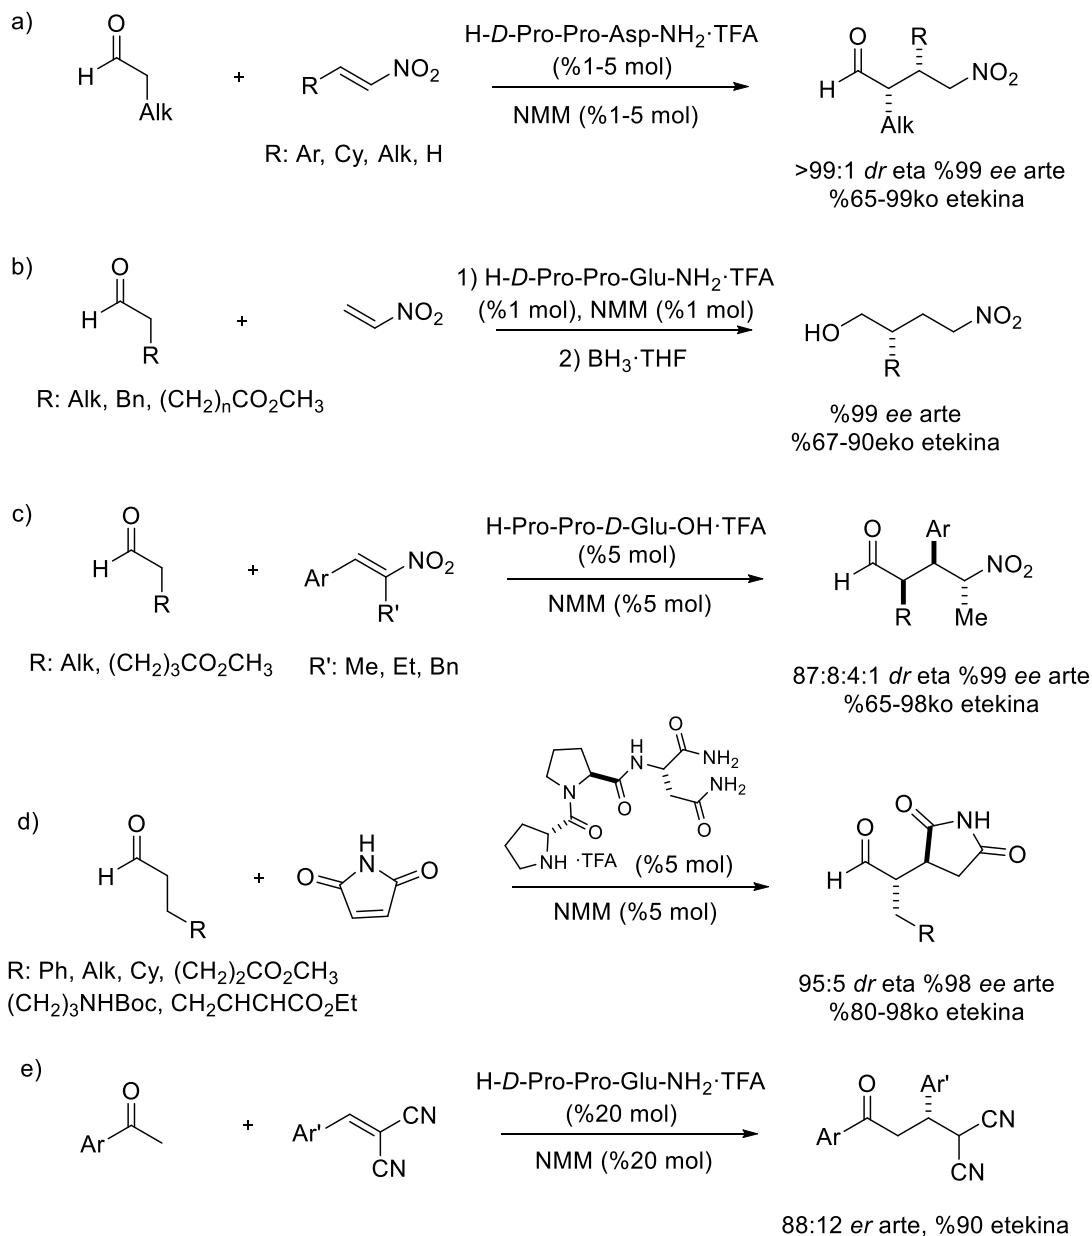 a)
O
H
Alk
+
R
NO₂
R: Ar, Cy, Alk, H
H-D-Pro-Pro-Asp-NH₂·TFA
(%1-5 mol)
NMM (%1-5 mol)
O
R
H
NO₂
Alk
>99:1 dr eta %99 ee arte
%65-99ko etekina
b)
O
H
R
+
NO₂
R: Alk, Bn, (CH₂)ₙCO₂CH₃
1) H-D-Pro-Pro-Glu-NH₂·TFA
(%1 mol), NMM (%1 mol)
2) BH₃·THF
HO
NO₂
R
%99 ee arte
%67-90eko etekina
c)
O
H
R
+
Ar
NO₂
R'
R: Alk, (CH₂)₃CO₂CH₃
R': Me, Et, Bn
H-Pro-Pro-D-Glu-OH·TFA
(%5 mol)
NMM (%5 mol)
O
Ar
H
NO₂
R
Me
87:8:4:1 dr eta %99 ee arte
%65-98ko etekina
d)
O
H
R
+
H
N
O
O
R: Ph, Alk, Cy, (CH₂)₂CO₂CH₃
(CH₂)₃NHBoc, CH₂CHCHCO₂Et
O
H
N
NH₂
N
O
NH₂
O
O
NH ·TFA
(%5 mol)
NMM (%5 mol)
O
NH
O
O
H
R
95:5 dr eta %98 ee arte
%80-98ko etekina
e)
O
Ar
+
Ar'
CN
CN
H-D-Pro-Pro-Glu-NH₂·TFA
(%20 mol)
NMM (%20 mol)
O
Ar'
Ar
CN
CN
88:12 er arte, %90 etekina